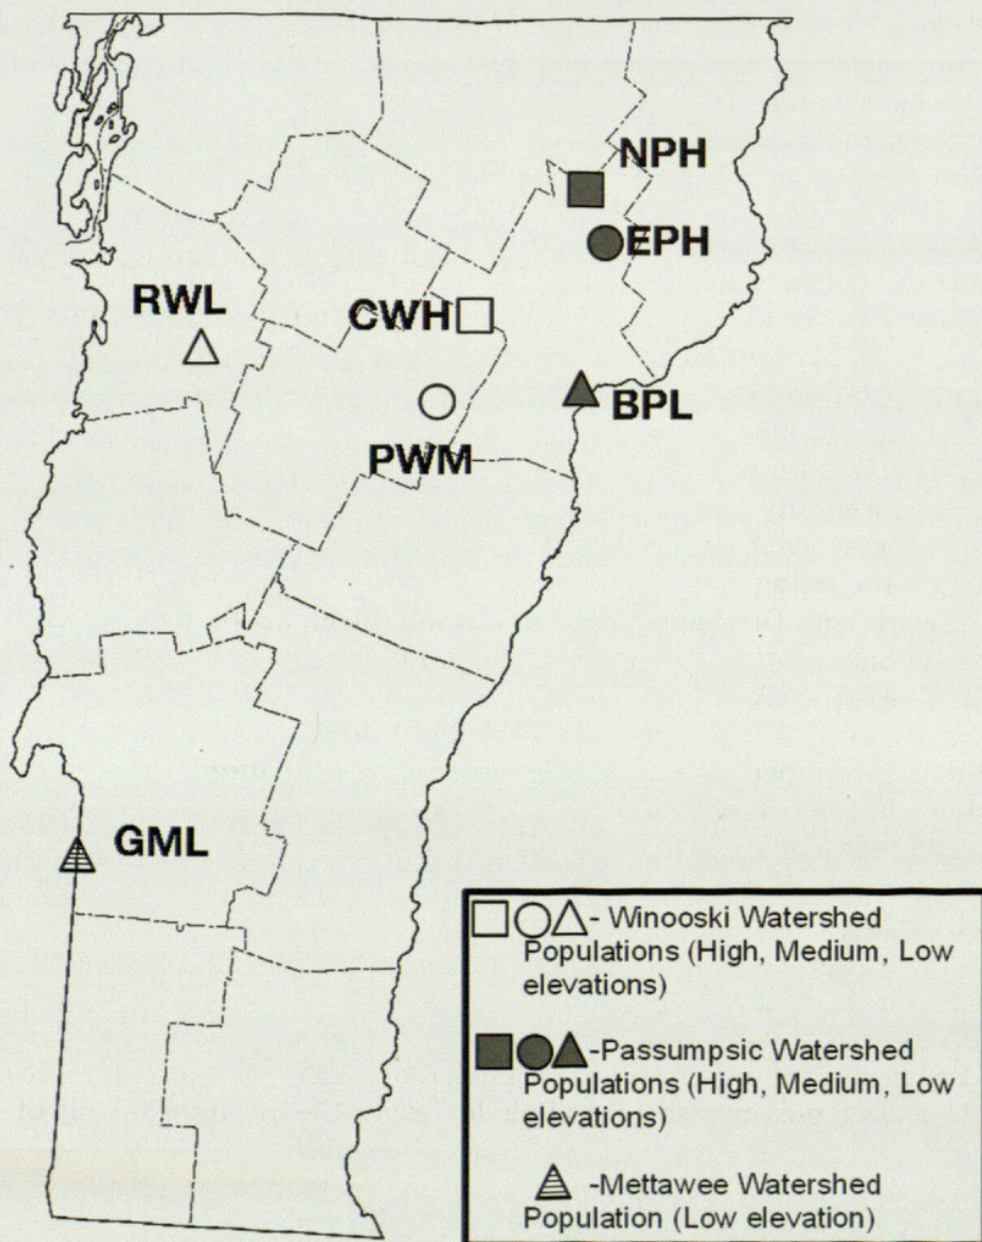 NPH
EPH
RWL
CWH
BPL
PWM
GML
- Winooski Watershed
Populations (High, Medium, Low
elevations)
-Passumpsic Watershed
Populations (High, Medium, Low
elevations)
-Mettawee Watershed
Population (Low elevation)